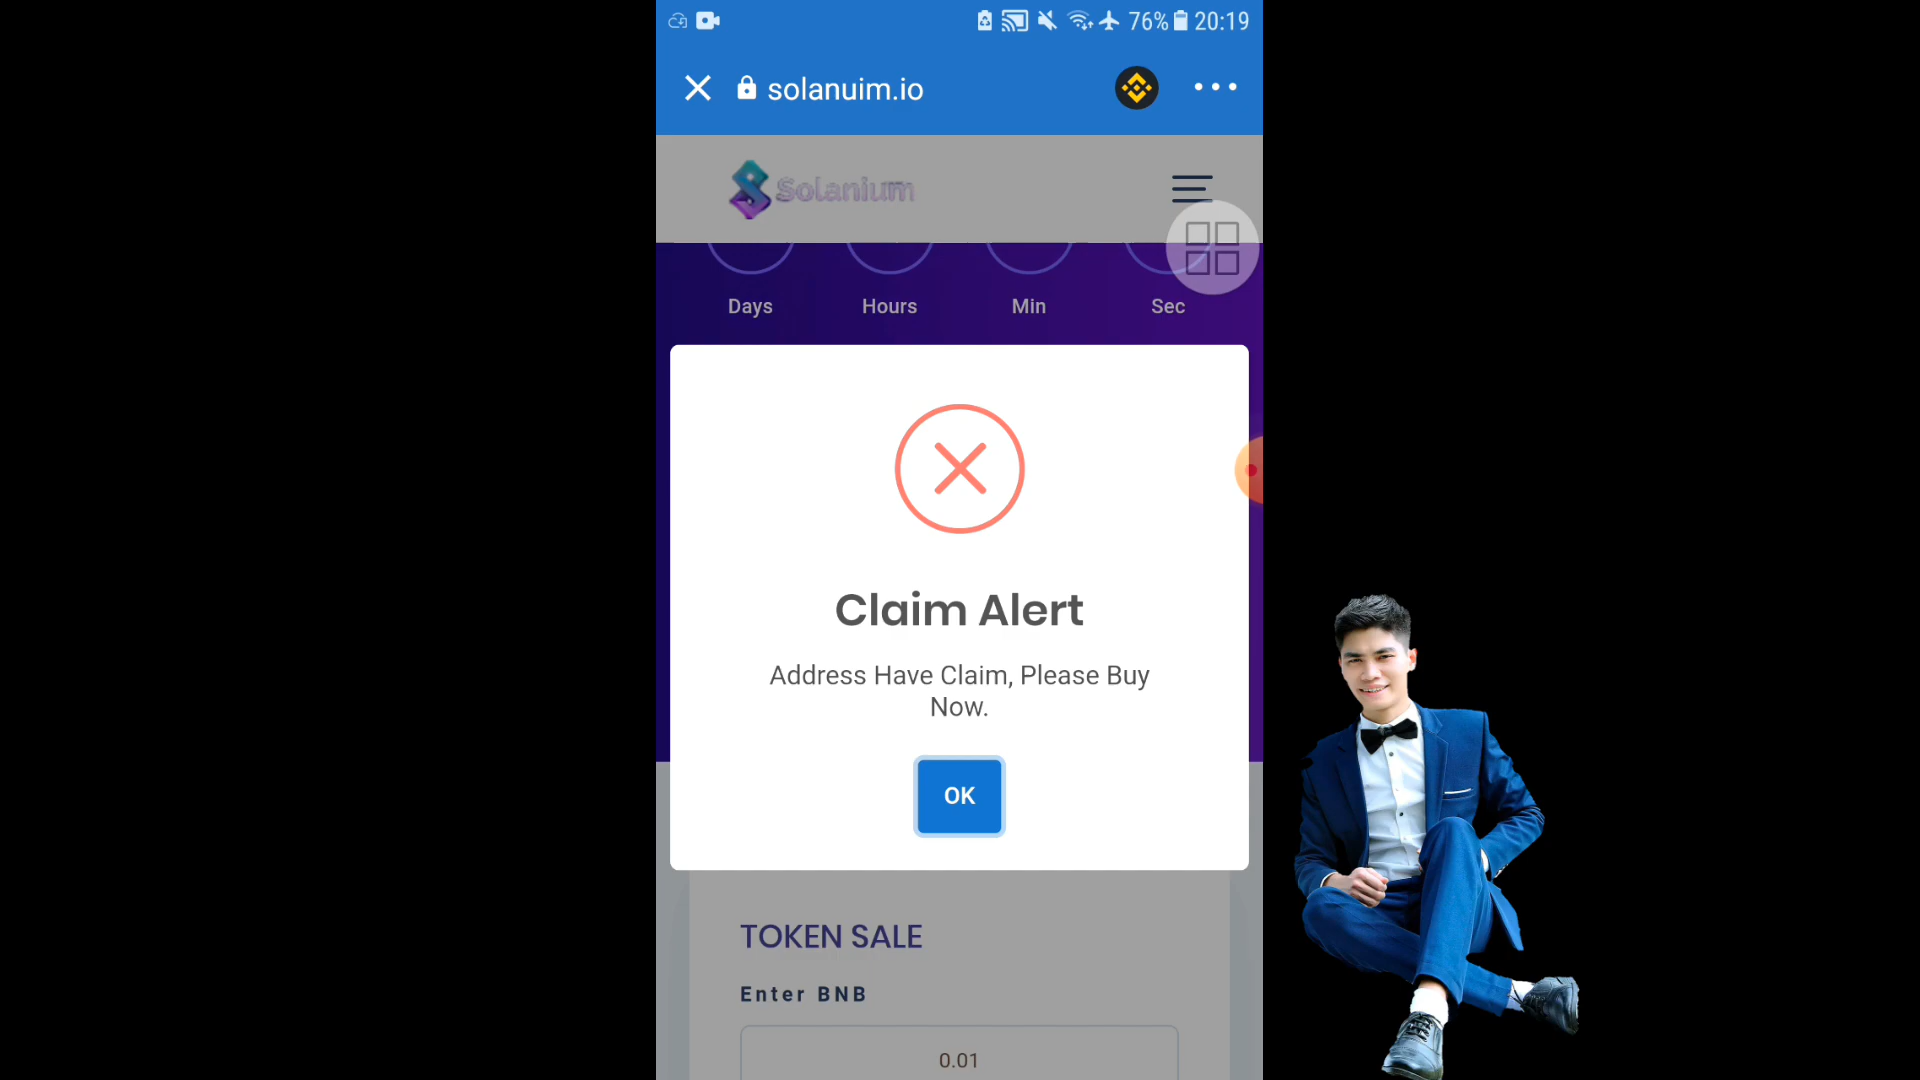 76% 20:19
solanuim.io
Solanium
Days Hours Min Sec
Claim Alert
Address Have Claim, Please Buy
Now.
OK
TOKEN SALE
Enter BNB
0.01